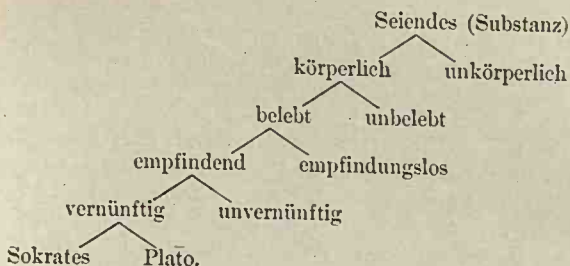 Seiendes (Substanz)
körperlich unkörperlich
belebt unbelebt
empfindend empfindungslos
vernünftig unvernünftig
Sokrates Plato.